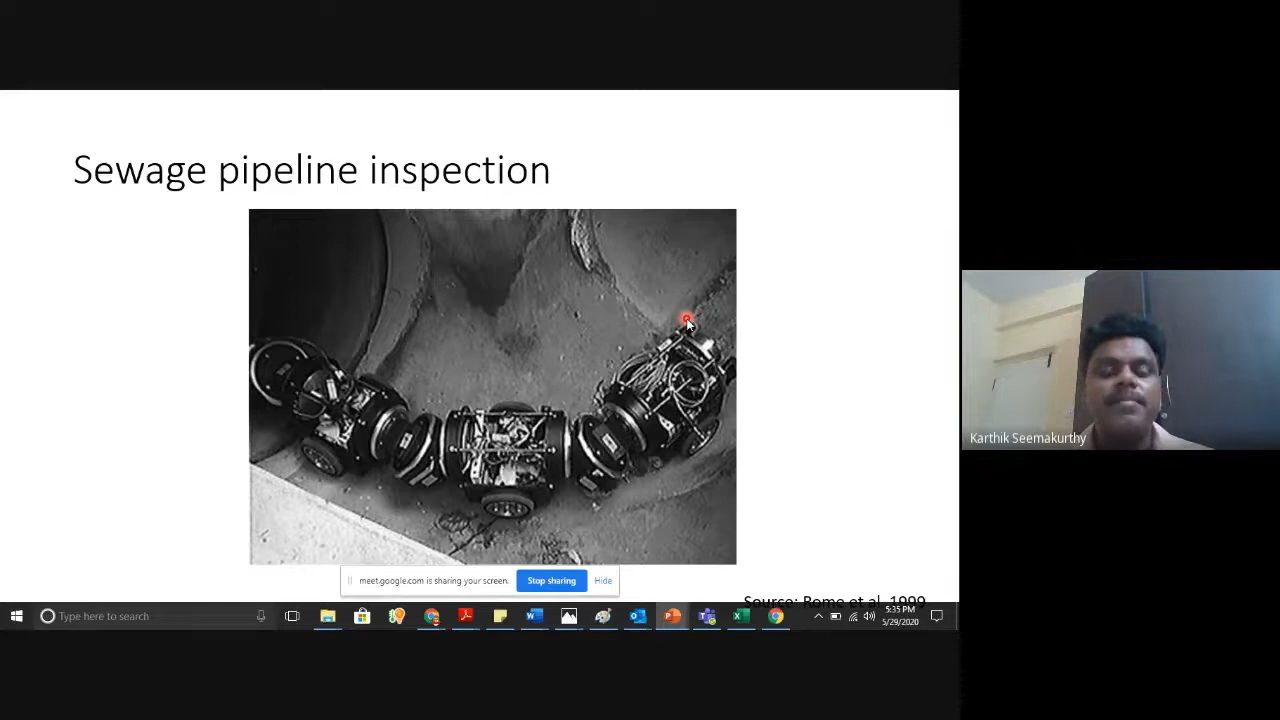 Sewage pipeline inspection
Karthik Seemakurthy
meet.google.com is sharing your screen.
Stop sharing
Hide
Source: Rome et al, 1999
Type here to search
5:35 PM
5/29/2020